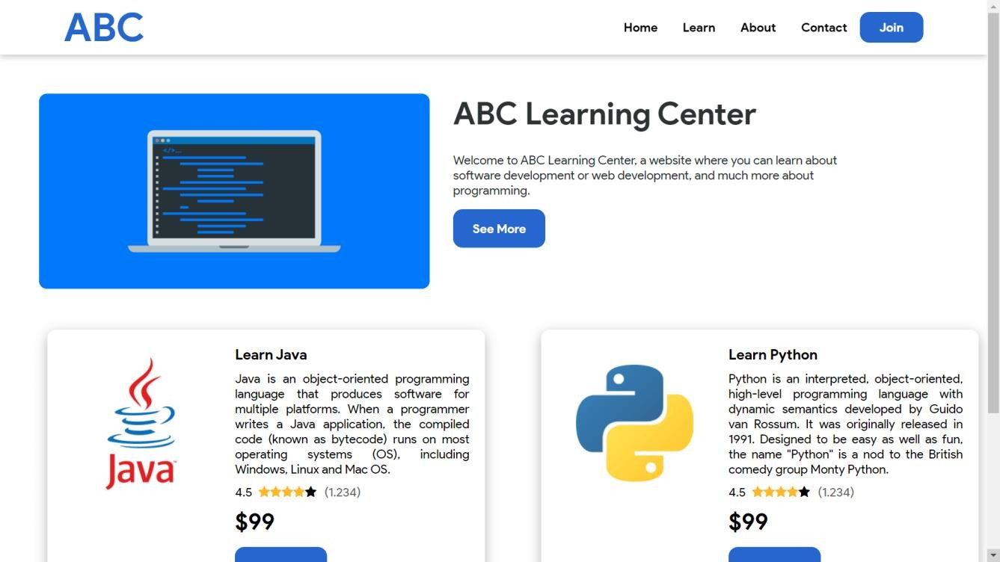 ABC
Home
Learn
About
Contact
Join
</>...
ABC Learning Center
Welcome to ABC Learning Center, a website where you can learn about
software development or web development, and much more about
programming.
See More
Java™
Learn Java
Java is an object-oriented programming
language that produces software for
multiple platforms. When a programmer
writes a Java application, the compiled
code (known as bytecode) runs on most
operating systems (OS), including
Windows, Linux and Mac OS.
4.5 (1.234)
$99
Learn Python
Python is an interpreted, object-oriented,
high-level programming language with
dynamic semantics developed by Guido
van Rossum. It was originally released in
1991. Designed to be easy as well as fun,
the name "Python" is a nod to the British
comedy group Monty Python.
4.5 (1.234)
$99